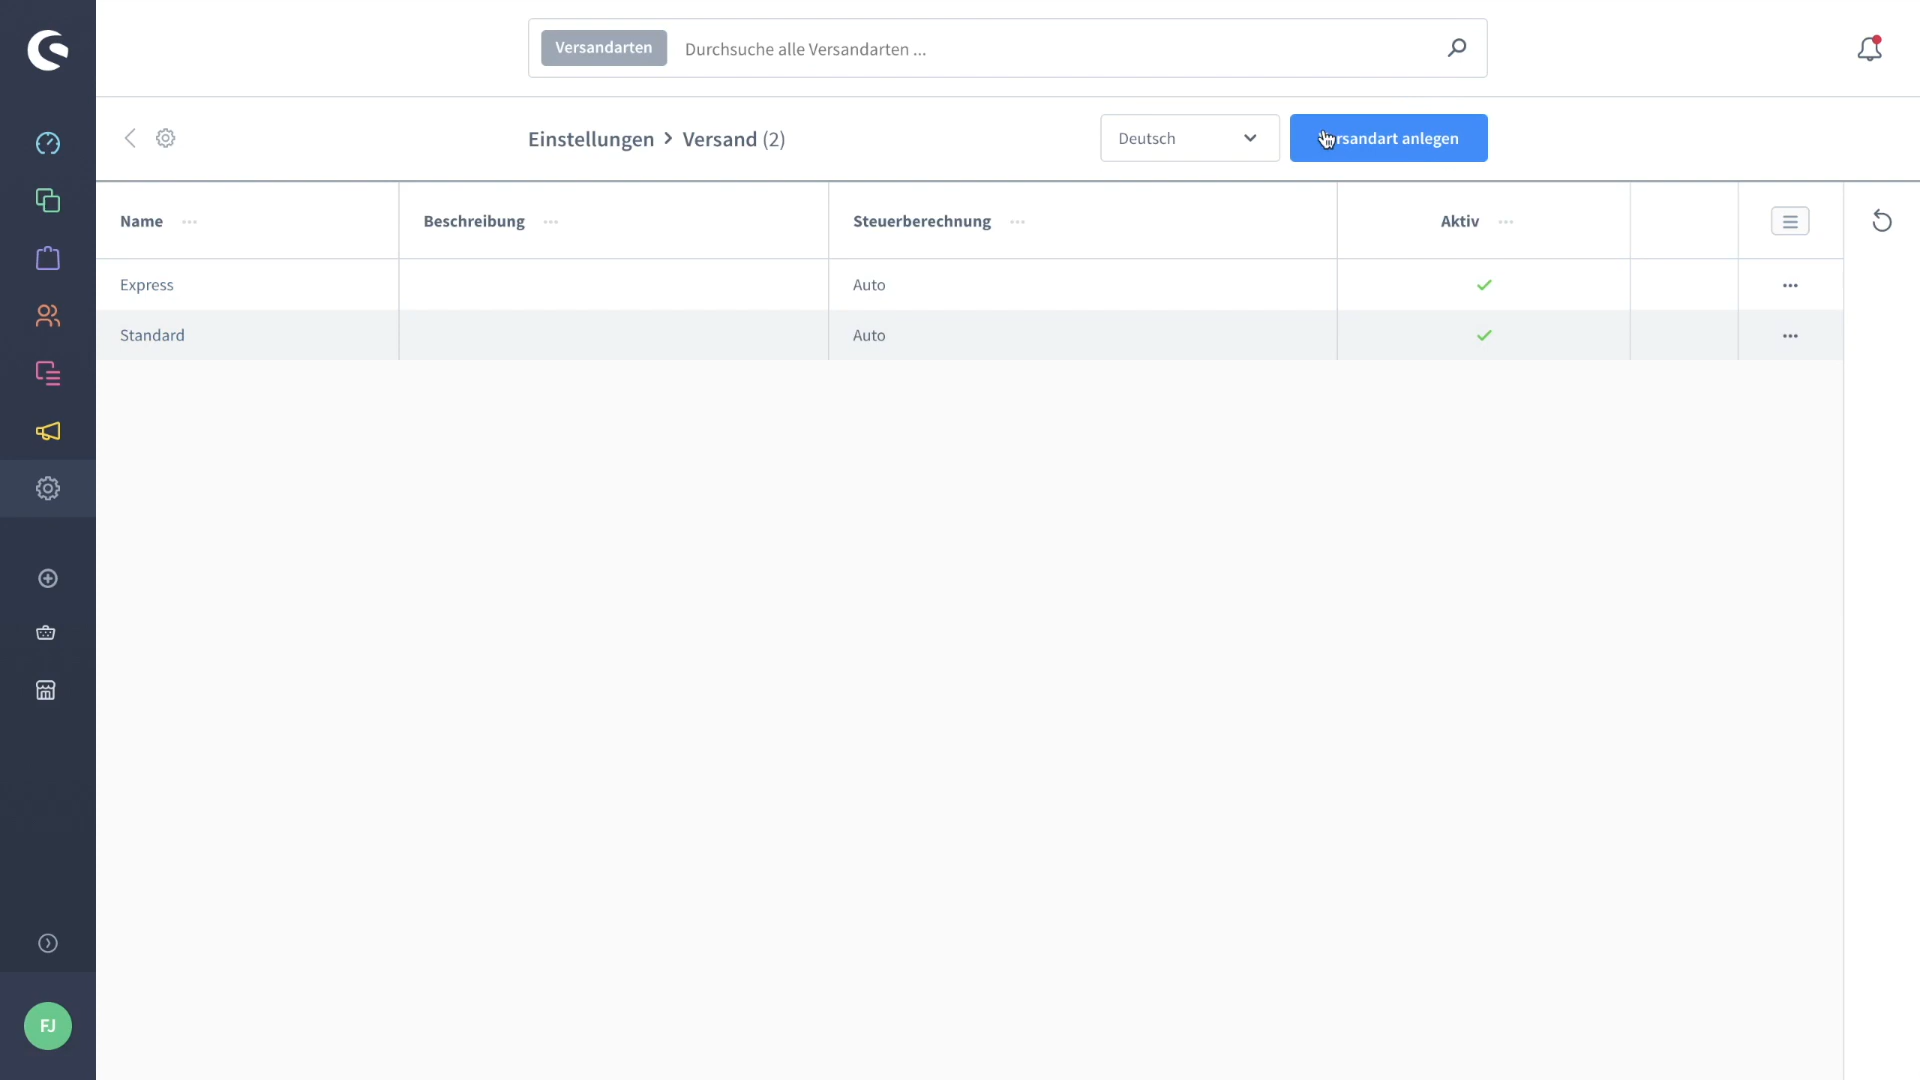 Versandarten Durchsuche alle Versandarten ...
Einstellungen > Versand (2) Deutsch rsandart anlegen
Name ... Beschreibung ... Steuerberechnung ... Aktiv ...
Express Auto ...
Standard Auto ...
FJ